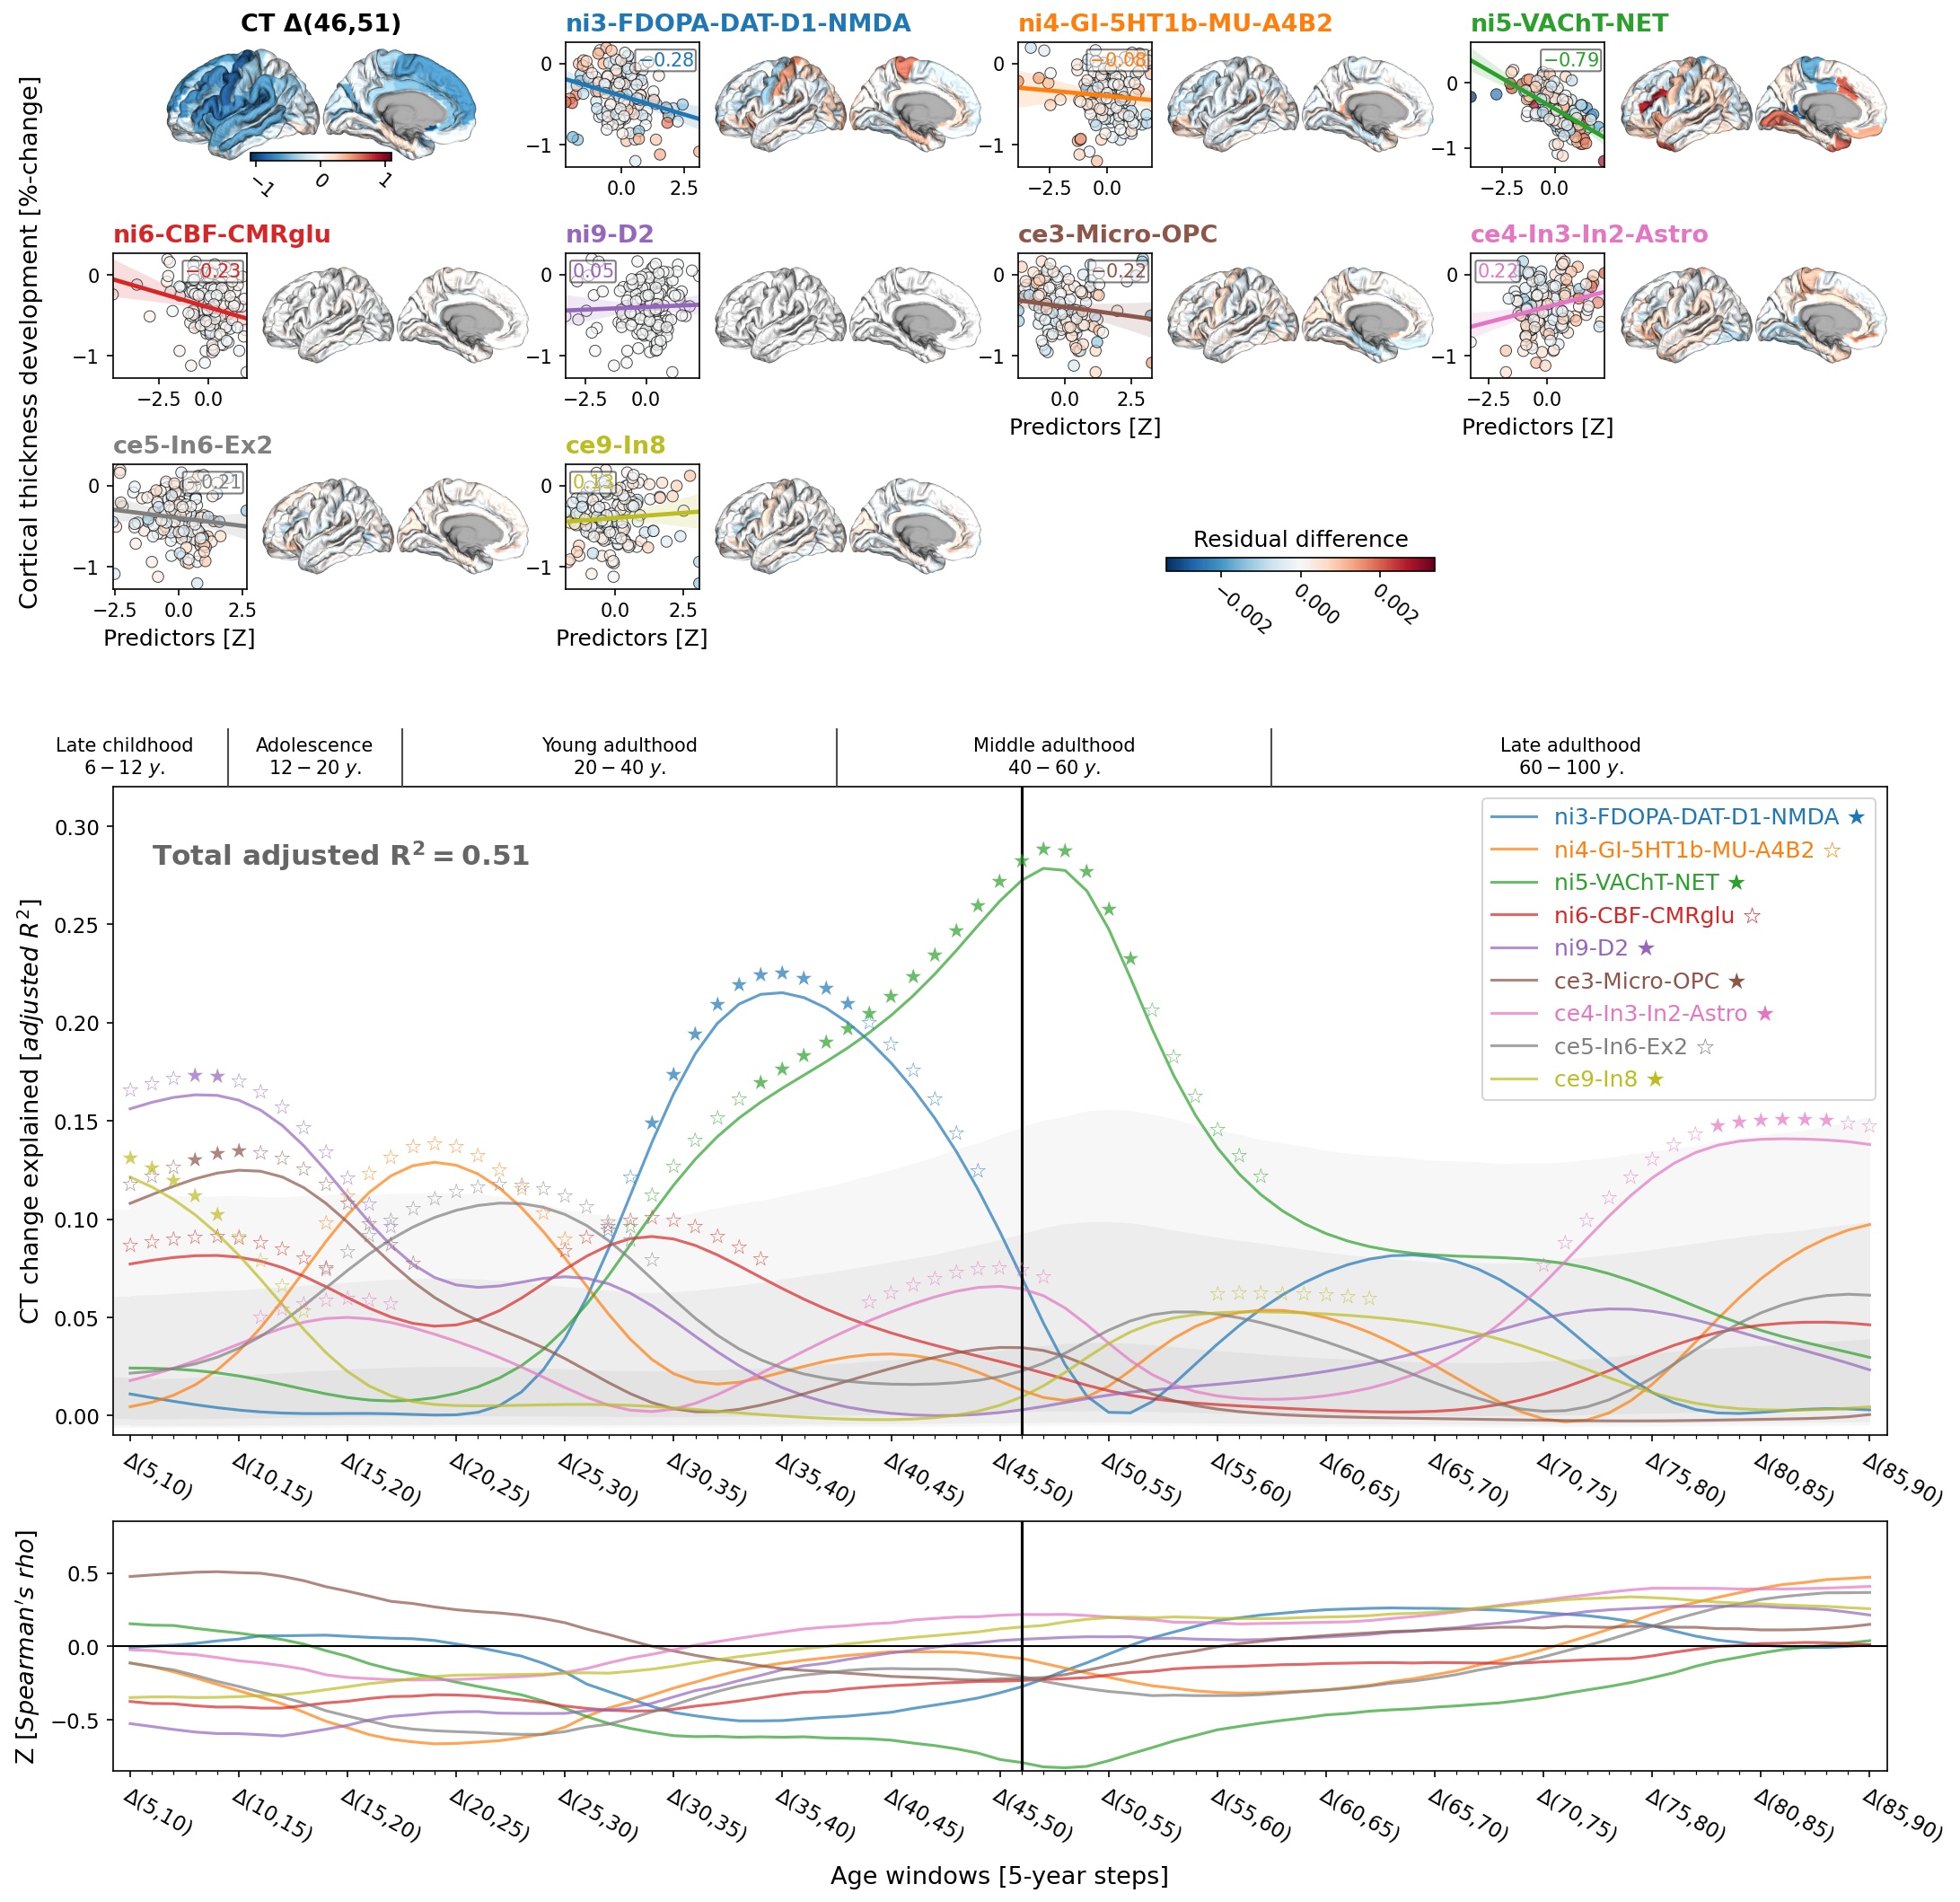 CT Δ(46,51)
ni3-FDOPA-DAT-D1-NMDA
ni4-GI-5HT1b-MU-A4B2
ni5-VAChT-NET
−0.28
−0.08
−0.79
0
−1
0
−1
0
−1
−1 0 1
0.0 2.5
−2.5 0.0
−2.5 0.0
Cortical thickness development [%-change]
ni6-CBF-CMRglu
ni9-D2
ce3-Micro-OPC
ce4-In3-In2-Astro
−0.23
0.05
−0.22
0.22
0
−1
0
−1
0
−1
0
−1
−2.5 0.0
−2.5 0.0
0.0 2.5
−2.5 0.0
Predictors [Z]
Predictors [Z]
ce5-In6-Ex2
ce9-In8
−0.21
0.13
0
−1
0
−1
−2.5 0.0 2.5
0.0 2.5
Predictors [Z]
Predictors [Z]
Residual difference
−0.002 0.000 0.002
Late childhood
6 − 12 y.
Adolescence
12 − 20 y.
Young adulthood
20 − 40 y.
Middle adulthood
40 − 60 y.
Late adulthood
60 − 100 y.
CT change explained [adjusted R²]
0.30
0.25
0.20
0.15
0.10
0.05
0.00
Total adjusted R² = 0.51
ni3-FDOPA-DAT-D1-NMDA ★
ni4-GI-5HT1b-MU-A4B2 ☆
ni5-VAChT-NET ★
ni6-CBF-CMRglu ☆
ni9-D2 ★
ce3-Micro-OPC ★
ce4-In3-In2-Astro ★
ce5-In6-Ex2 ☆
ce9-In8 ★
Δ(5,10) Δ(10,15) Δ(15,20) Δ(20,25) Δ(25,30) Δ(30,35) Δ(35,40) Δ(40,45) Δ(45,50) Δ(50,55) Δ(55,60) Δ(60,65) Δ(65,70) Δ(70,75) Δ(75,80) Δ(80,85) Δ(85,90)
Z [Spearman's rho]
0.5
0.0
−0.5
Δ(5,10) Δ(10,15) Δ(15,20) Δ(20,25) Δ(25,30) Δ(30,35) Δ(35,40) Δ(40,45) Δ(45,50) Δ(50,55) Δ(55,60) Δ(60,65) Δ(65,70) Δ(70,75) Δ(75,80) Δ(80,85) Δ(85,90)
Age windows [5-year steps]